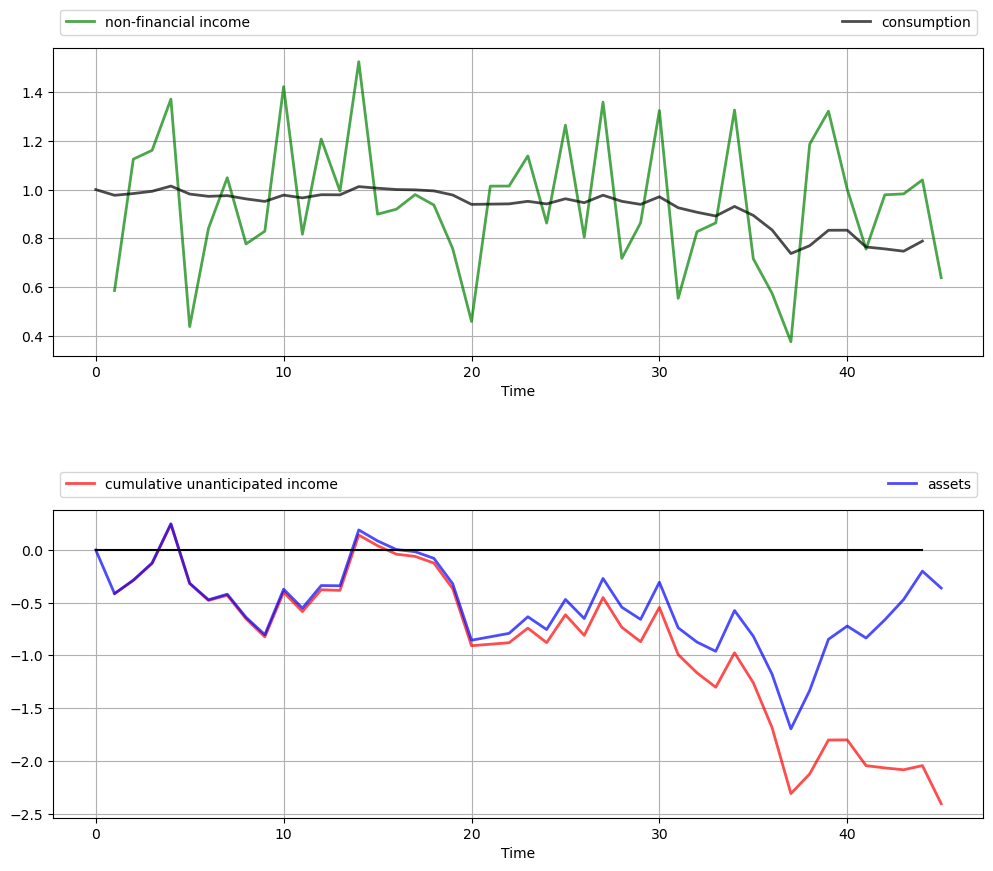 non-financial income
consumption
1.4
1.2
1.0
0.8
0.6
0.4
0 10 20 30 40
Time
cumulative unanticipated income
assets
0.0
−0.5
−1.0
−1.5
−2.0
−2.5
0 10 20 30 40
Time